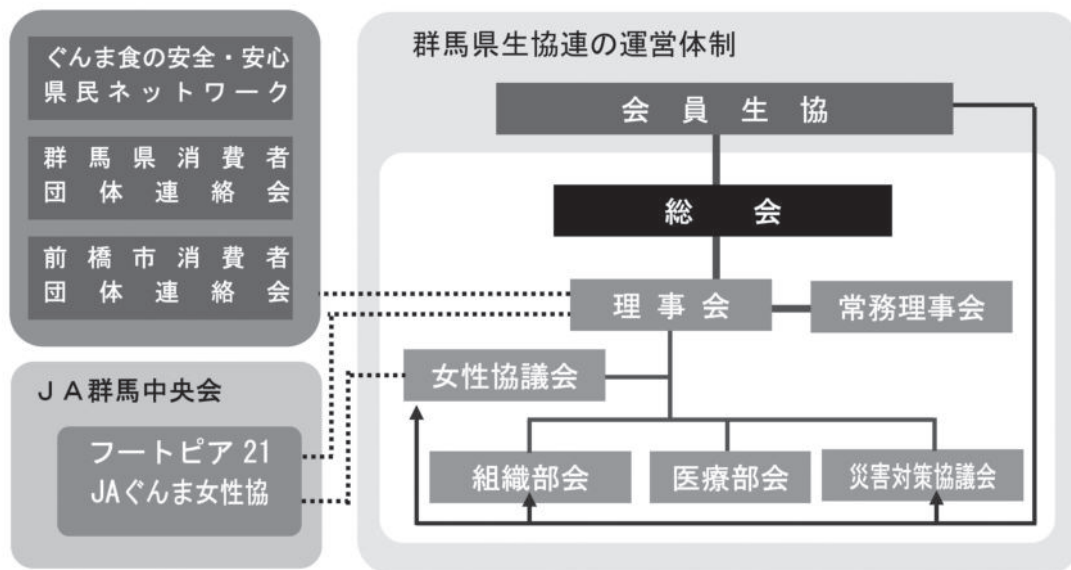 ぐんま食の安全・安心
県民ネットワーク
群馬県消費者
団体連絡会
前橋市消費者
団体連絡会
JA群馬中央会
フートピア21
JAぐんま女性協
群馬県生協連の運営体制
会員生協
総会
理事会
常務理事会
女性協議会
組織部会
医療部会
災害対策協議会